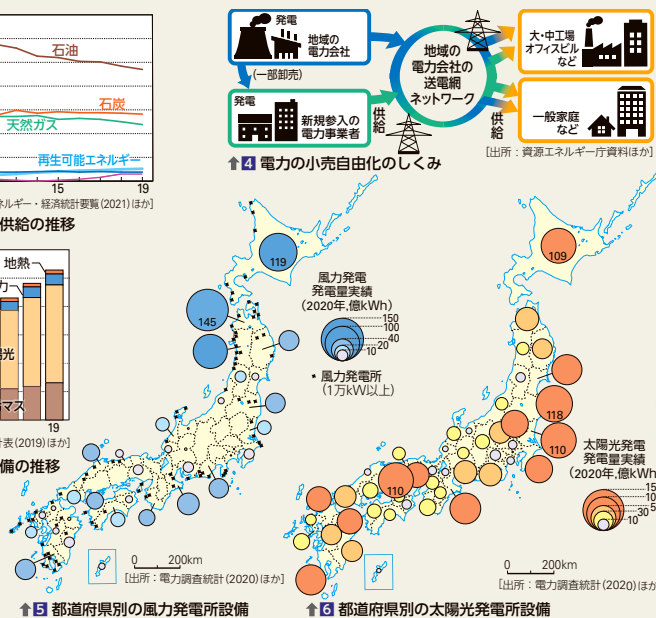 石油
石炭
天然ガス
再生可能エネルギー
15
19
ネルギー・経済統計要覧(2021)ほか]
供給の推移
地熱
力
光
マス
19
計表(2019)ほか]
備の推移
発電
地域の
電力会社
(一部卸売)
発電
新規参入の
電力事業者
供給
地域の
電力会社の
送電網
ネットワーク
供給
大・中工場
オフィスビル
など
一般家庭
など
[出所：資源エネルギー庁資料ほか]
⬆4 電力の小売自由化のしくみ
119
145
風力発電
発電量実績
(2020年,億kWh)
150
100
40
20
10
・風力発電所
(1万kW以上)
0 200km
[出所：電力調査統計(2020)ほか]
⬆5 都道府県別の風力発電所設備
109
118
110
110
太陽光発電
発電量実績
(2020年,億kWh
15
10
5
30
10
0 200km
[出所：電力調査統計(2020)ほか
⬆6 都道府県別の太陽光発電所設備